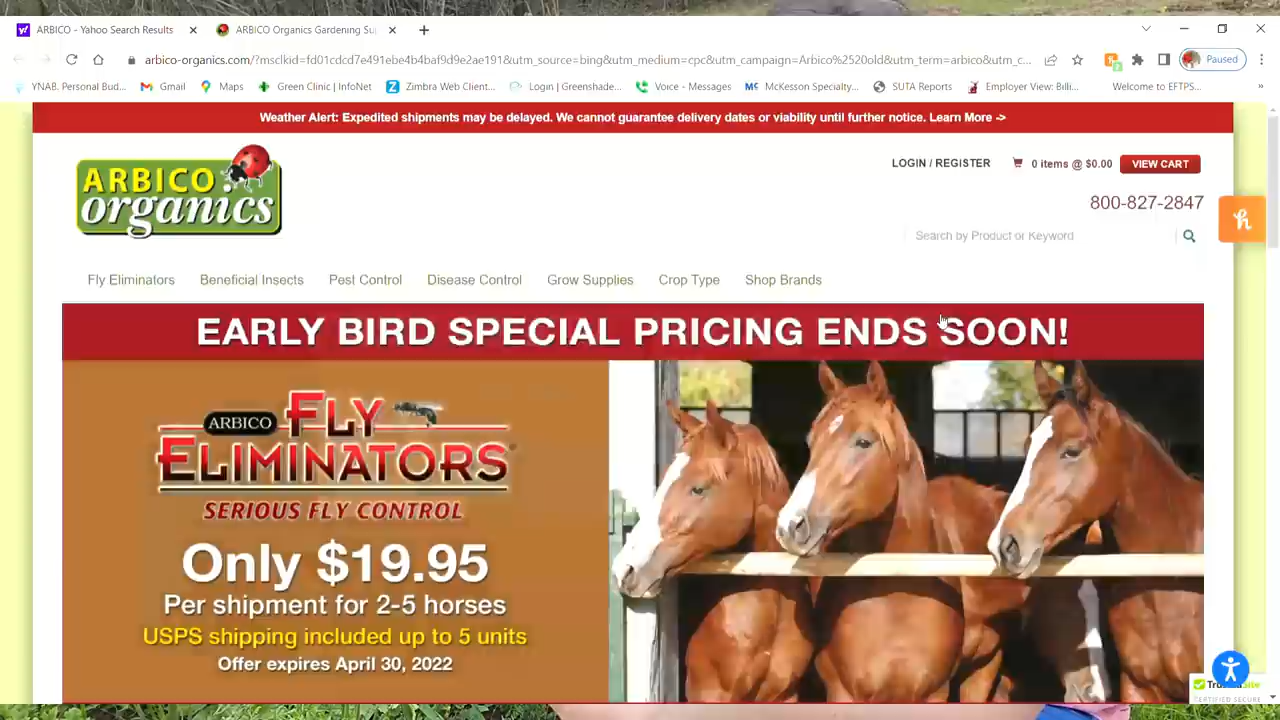 ARBICO - Yahoo Search Results
ARBICO Organics Gardening Su
arbico-organics.com/?msclkid=fd01cdcd7e491ebe4f4baf9d9e2ed901&utm_source=bing&utm_medium=cpc&utm_campaign=Arbico%2520old&utm_term=arbico&utm_c...
Paused
YNAB. Personal Bud...
Gmail
Maps
Green Clinic | InfoNet
Zimbra Web Client...
Login | Greenshade...
Voice - Messages
McKesson Specialty...
SUTA Reports
Employer View: Billi...
Welcome to EFTPS...
Weather Alert: Expedited shipments may be delayed. We cannot guarantee delivery dates or viability until further notice. Learn More ->
ARBICO
organics
LOGIN / REGISTER
0 items @ $0.00
VIEW CART
800-827-2847
Search by Product or Keyword
Fly Eliminators
Beneficial Insects
Pest Control
Disease Control
Grow Supplies
Crop Type
Shop Brands
EARLY BIRD SPECIAL PRICING ENDS SOON!
ARBICO FLY
ELIMINATORS
SERIOUS FLY CONTROL
Only $19.95
Per shipment for 2-5 horses
USPS shipping included up to 5 units
Offer expires April 30, 2022
CERTIFIED SECURE